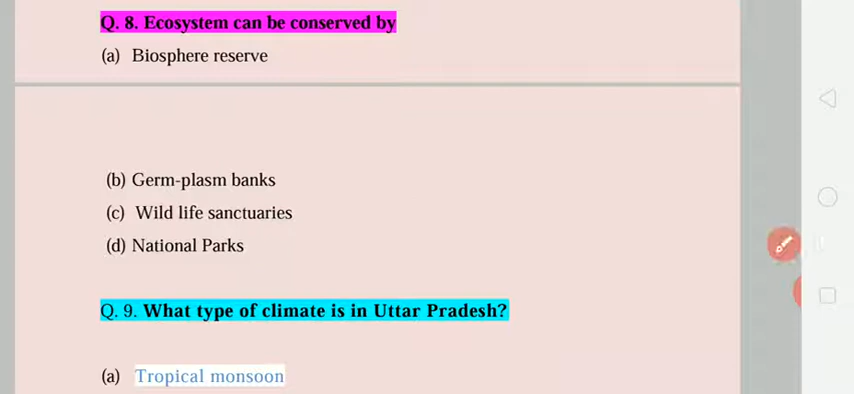 Q. 8. Ecosystem can be conserved by
(a) Biosphere reserve
(b) Germ-plasm banks
(c) Wild life sanctuaries
(d) National Parks
Q. 9. What type of climate is in Uttar Pradesh?
(a) Tropical monsoon